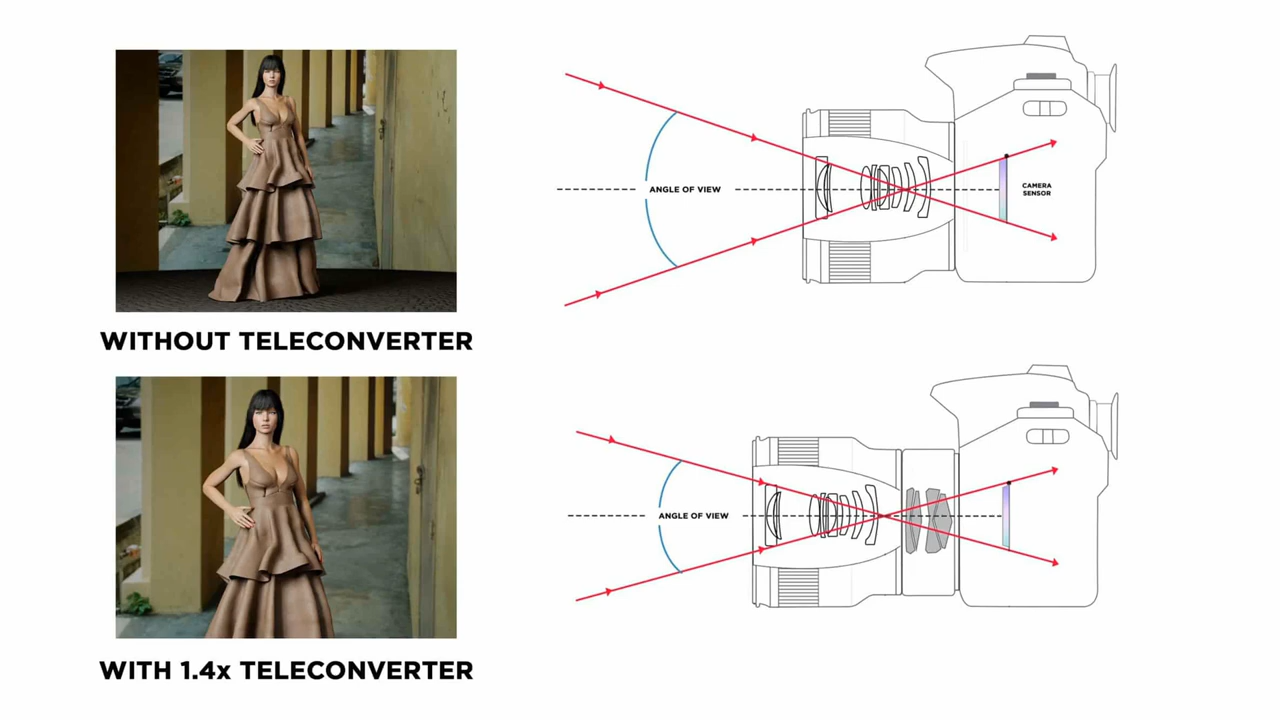 WITHOUT TELECONVERTER
ANGLE OF VIEW
CAMERA
SENSOR
WITH 1.4x TELECONVERTER
ANGLE OF VIEW